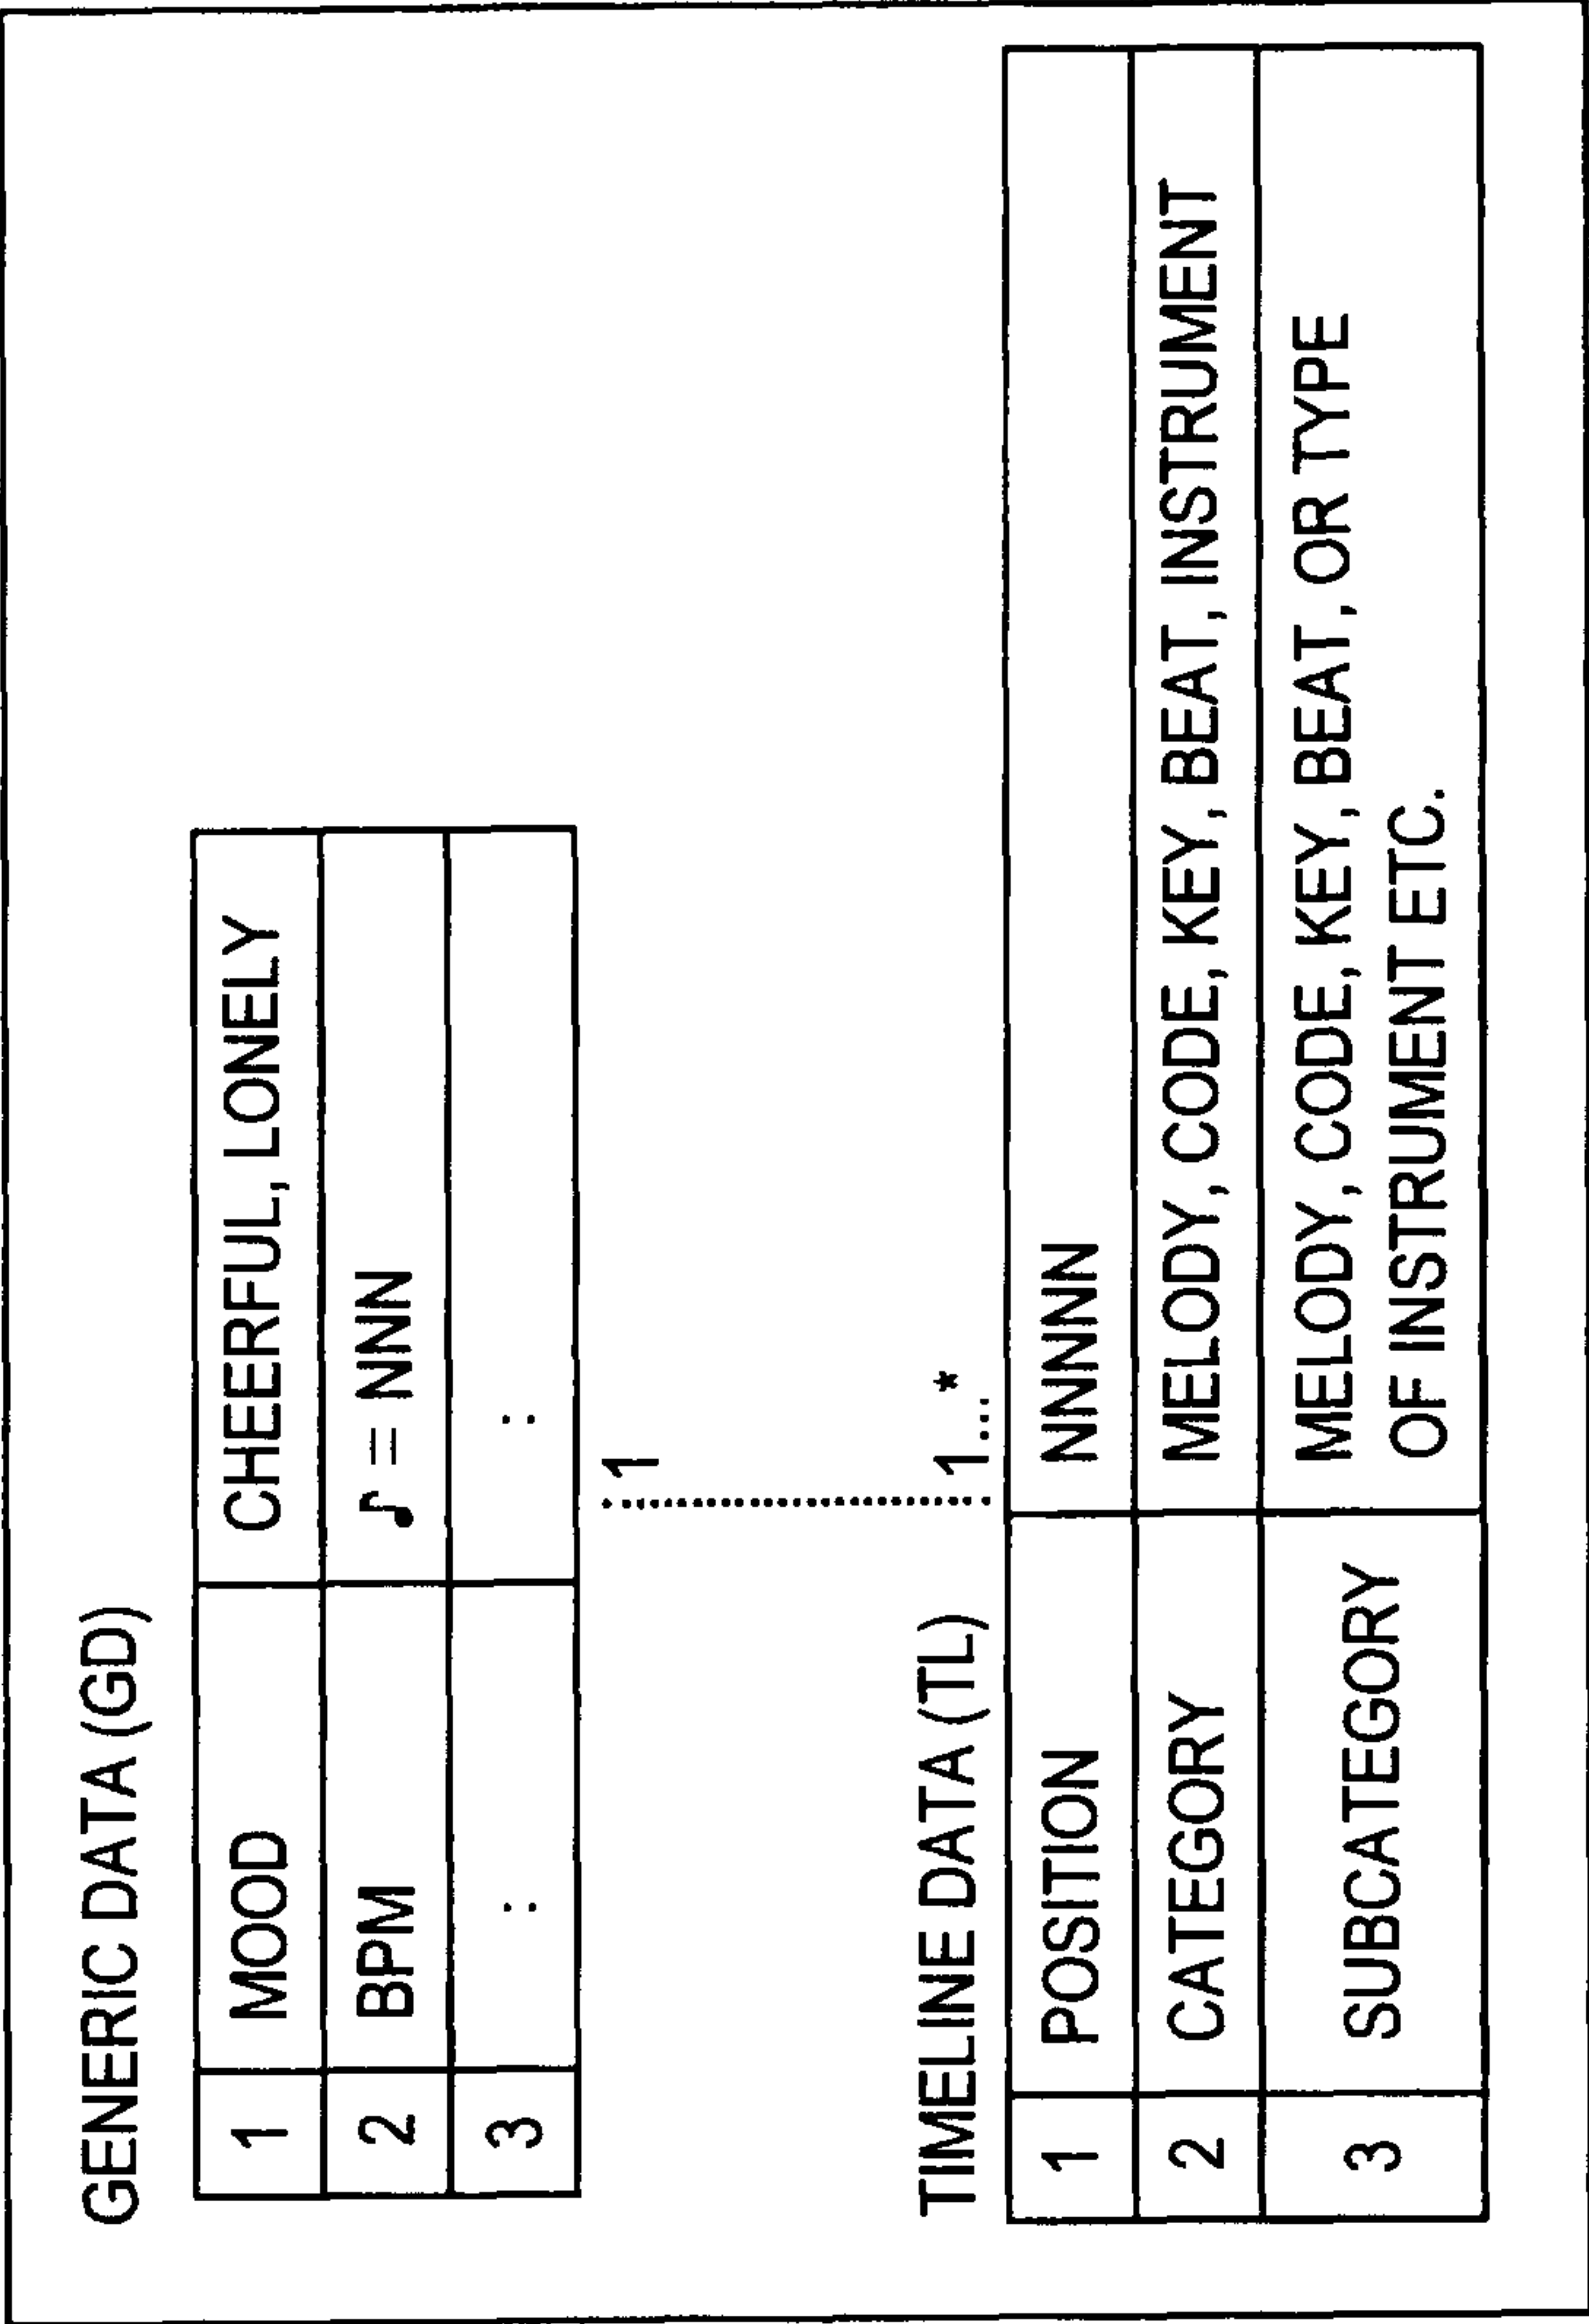 GENERIC DATA (GD)
1 MOOD CHEERFUL, LONELY
2 BPM ♪ = NNN
3 : :
1
1...*
TIMELINE DATA (TL)
1 POSITION NNNNN
2 CATEGORY MELODY, CODE, KEY, BEAT, INSTRUMENT
3 SUBCATEGORY MELODY, CODE, KEY, BEAT, OR TYPE
OF INSTRUMENT ETC.